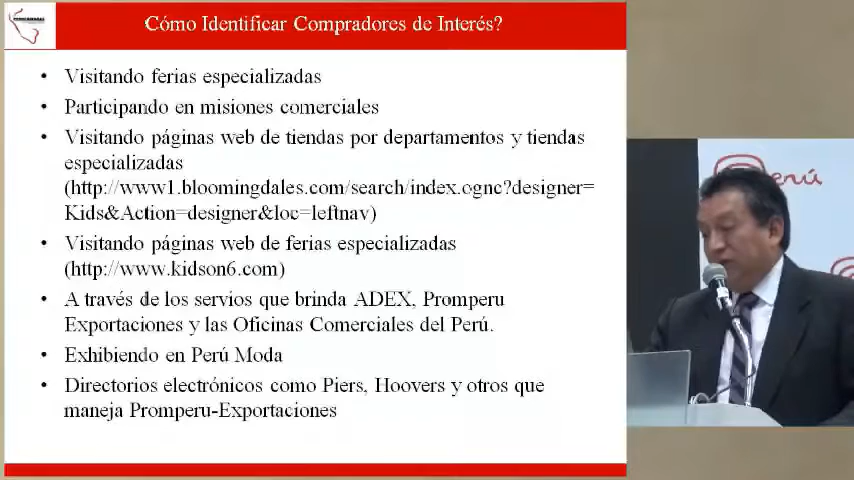 Cómo Identificar Compradores de Interés?
• Visitando ferias especializadas
• Participando en misiones comerciales
• Visitando páginas web de tiendas por departamentos y tiendas
especializadas
(http://www1.bloomingdales.com/search/index.ognc?designer=
Kids&Action=designer&loc=leftnav)
• Visitando páginas web de ferias especializadas
(http://www.kidson6.com)
• A través de los servios que brinda ADEX, Promperu
Exportaciones y las Oficinas Comerciales del Perú.
• Exhibiendo en Perú Moda
• Directorios electrónicos como Piers, Hoovers y otros que
maneja Promperu-Exportaciones
Perú